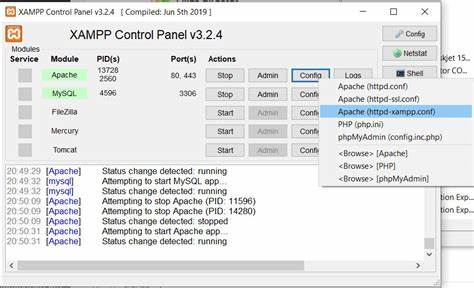 XAMPP Control Panel v3.2.4 [ Compiled: Jun 5th 2019 ]
XAMPP Control Panel v3.2.4
Config
Modules
Service Module PID(s) Port(s) Actions
Netstat
Apache 13728 2560 80, 443 Stop Admin Config Logs
Shell
MySQL 4596 3306 Stop Admin
FileZilla Start Admin
Mercury Start Admin
Tomcat Start Admin
Apache (httpd.conf)
Apache (httpd-ssl.conf)
Apache (httpd-xampp.conf)
PHP (php.ini)
phpMyAdmin (config.inc.php)
<Browse> [Apache]
<Browse> [PHP]
<Browse> [phpMyAdmin]
20:49:29 [Apache] Status change detected: running
20:49:31 [mysql] Attempting to start MySQL app...
20:49:32 [mysql] Status change detected: running
20:50:09 [Apache] Attempting to stop Apache (PID: 11596)
20:50:09 [Apache] Attempting to stop Apache (PID: 14280)
20:50:09 [Apache] Status change detected: stopped
20:50:31 [Apache] Attempting to start Apache app...
20:50:32 [Apache] Status change detected: running